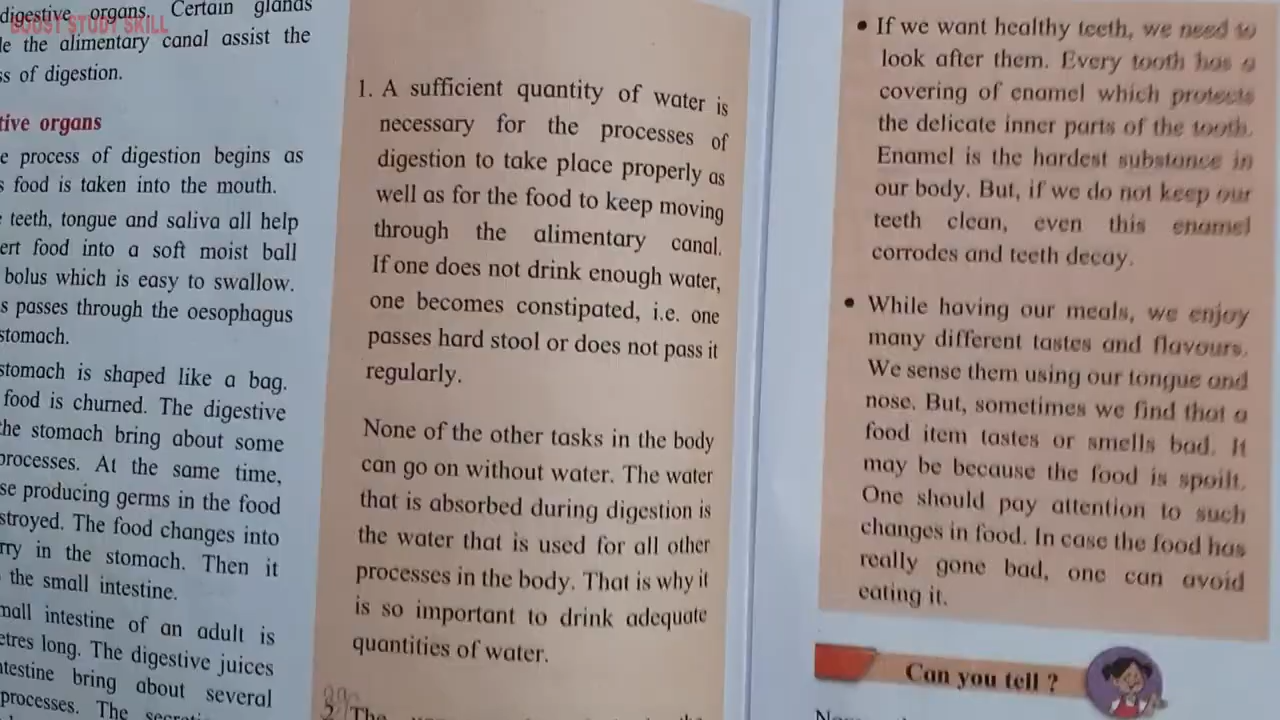 BOOST STUDY SKILL
digestive organs. Certain glands
the alimentary canal assist the
of digestion.
organs
process of digestion begins as
food is taken into the mouth.
teeth, tongue and saliva all help
food into a soft moist ball
bolus which is easy to swallow.
passes through the oesophagus
stomach.
stomach is shaped like a bag.
food is churned. The digestive
the stomach bring about some
processes. At the same time,
producing germs in the food
The food changes into
in the stomach. Then it
the small intestine.
intestine of an adult is
long. The digestive juices
bring about several
processes. The
1. A sufficient quantity of water is
necessary for the processes of
digestion to take place properly as
well as for the food to keep moving
through the alimentary canal.
If one does not drink enough water,
one becomes constipated, i.e. one
passes hard stool or does not pass it
regularly.
None of the other tasks in the body
can go on without water. The water
that is absorbed during digestion is
the water that is used for all other
processes in the body. That is why it
is so important to drink adequate
quantities of water.
2. The
• If we want healthy teeth, we need to
look after them. Every tooth has a
covering of enamel which protects
the delicate inner parts of the tooth.
Enamel is the hardest substance in
our body. But, if we do not keep our
teeth clean, even this enamel
corrodes and teeth decay.
• While having our meals, we enjoy
many different tastes and flavours.
We sense them using our tongue and
nose. But, sometimes we find that a
food item tastes or smells bad. It
may be because the food is spoilt.
One should pay attention to such
changes in food. In case the food has
really gone bad, one can avoid
eating it.
Can you tell ?